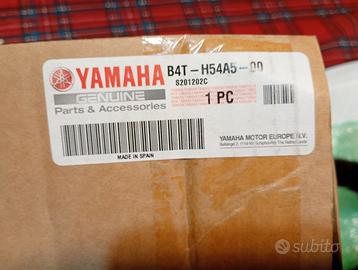 YAMAHA
B4T-H54A5-00
S201202C
GENUINE
Parts & Accessories
1 PC
YAMAHA MOTOR EUROPE N.V.
MADE IN SPAIN
subito